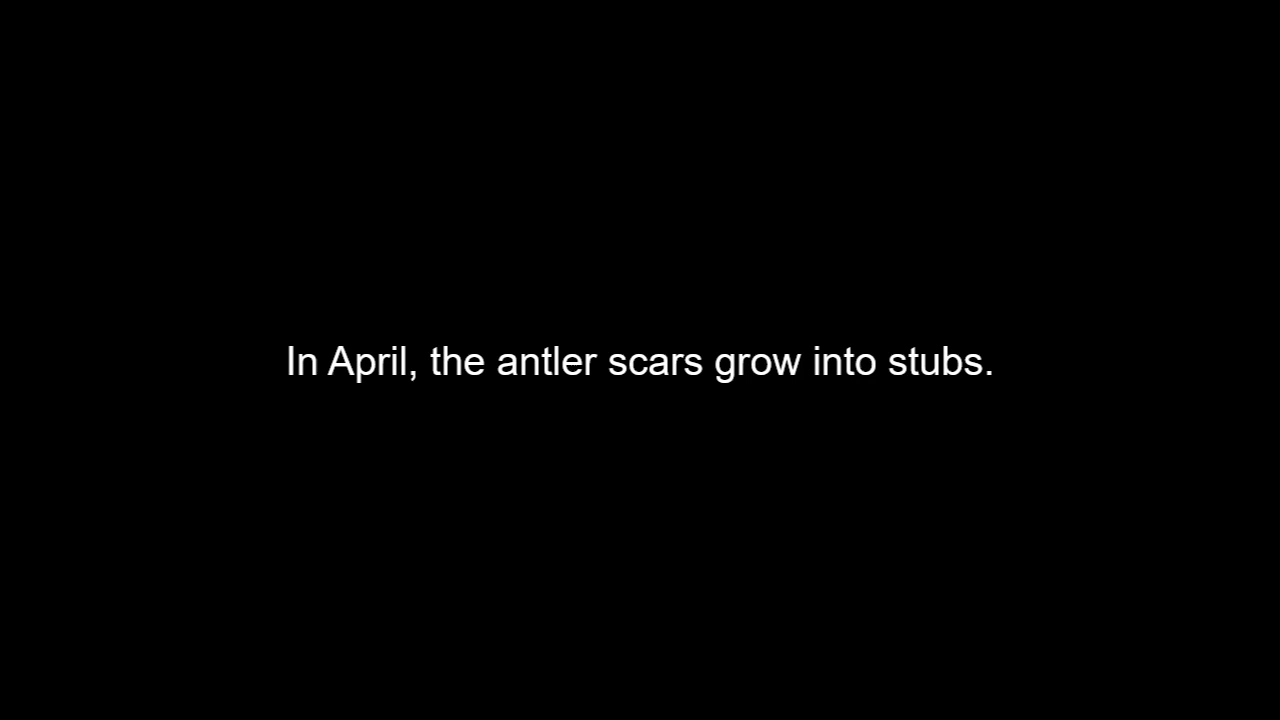 In April, the antler scars grow into stubs.